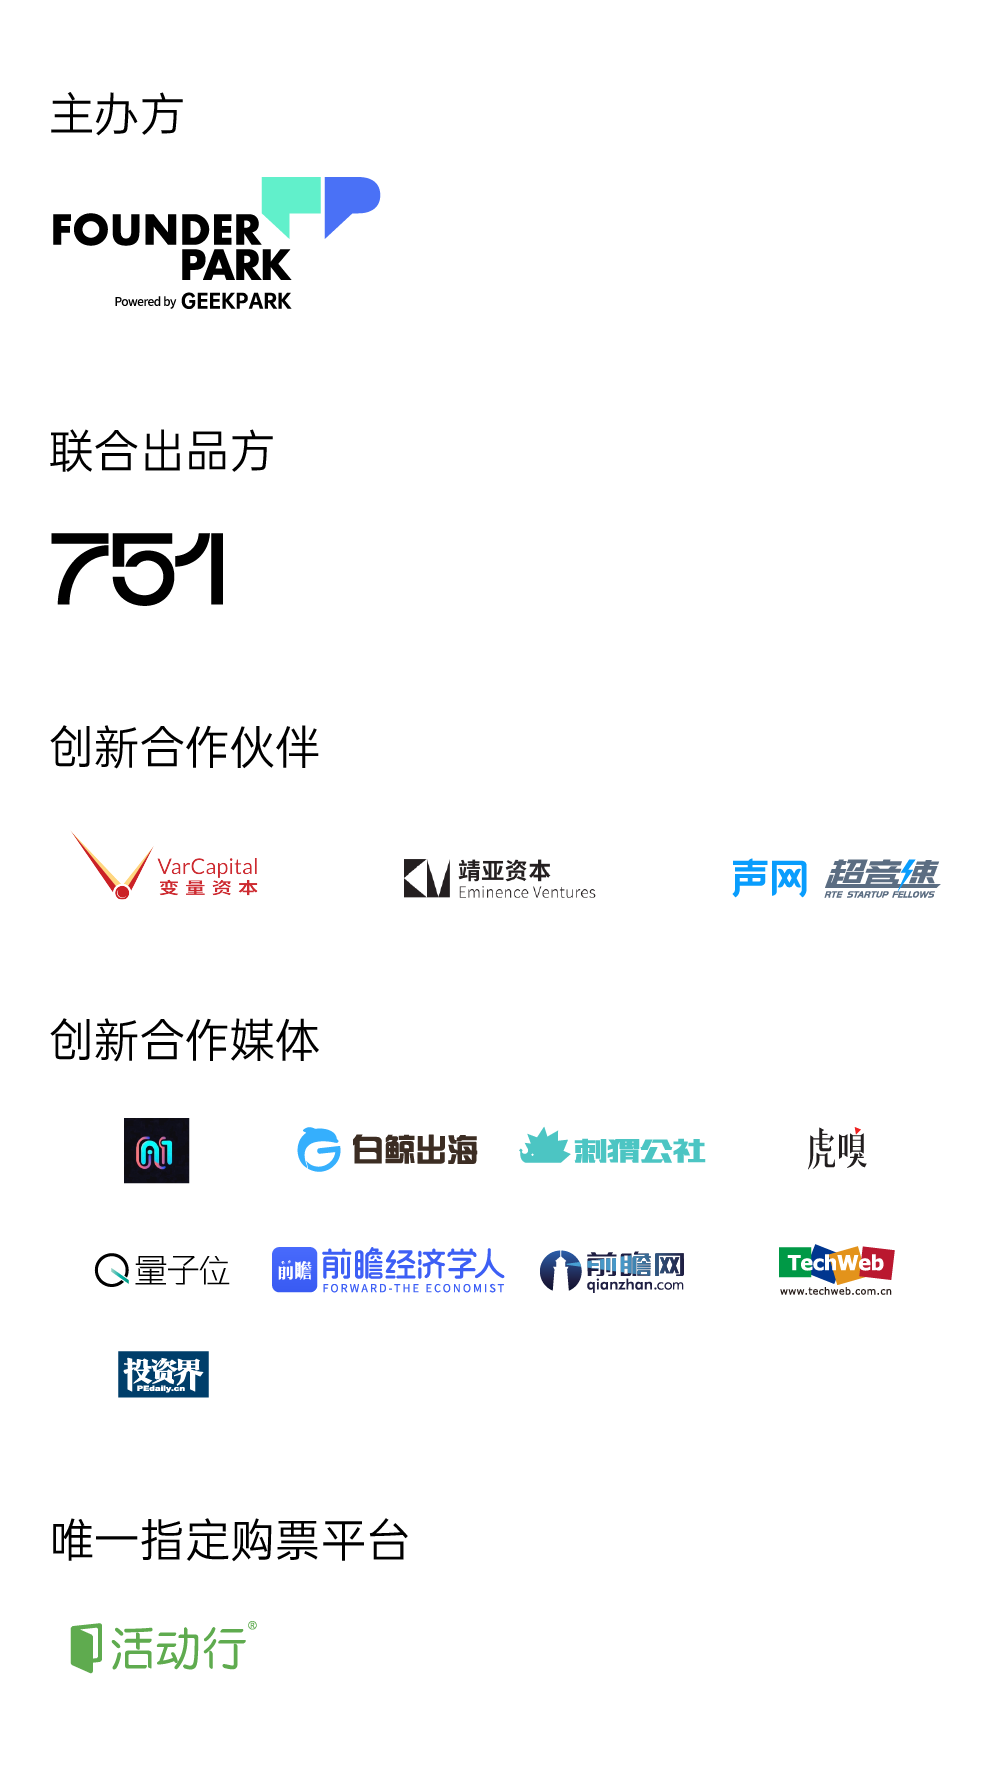 主办方
FOUNDER
PARK
Powered by GEEKPARK
联合出品方
751
创新合作伙伴
VarCapital
变量资本
靖亚资本
Eminence Ventures
声网 超音速
RTE STARTUP FELLOWS
创新合作媒体
AI 白鲸出海 刺猬公社 虎嗅
量子位 前瞻 前瞻经济学人
FORWARD-THE ECONOMIST
前瞻网
qianzhan.com
TechWeb
www.techweb.com.cn
投资界
PEdaily.cn
唯一指定购票平台
活动行®